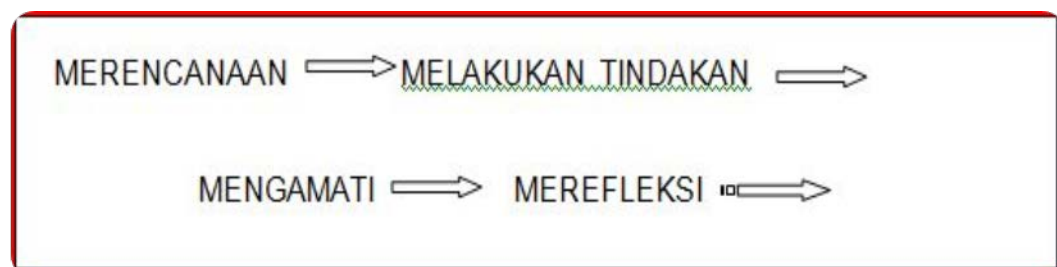 MERENCANAAN MELAKUKAN TINDAKAN
MENGAMATI MEREFLEKSI